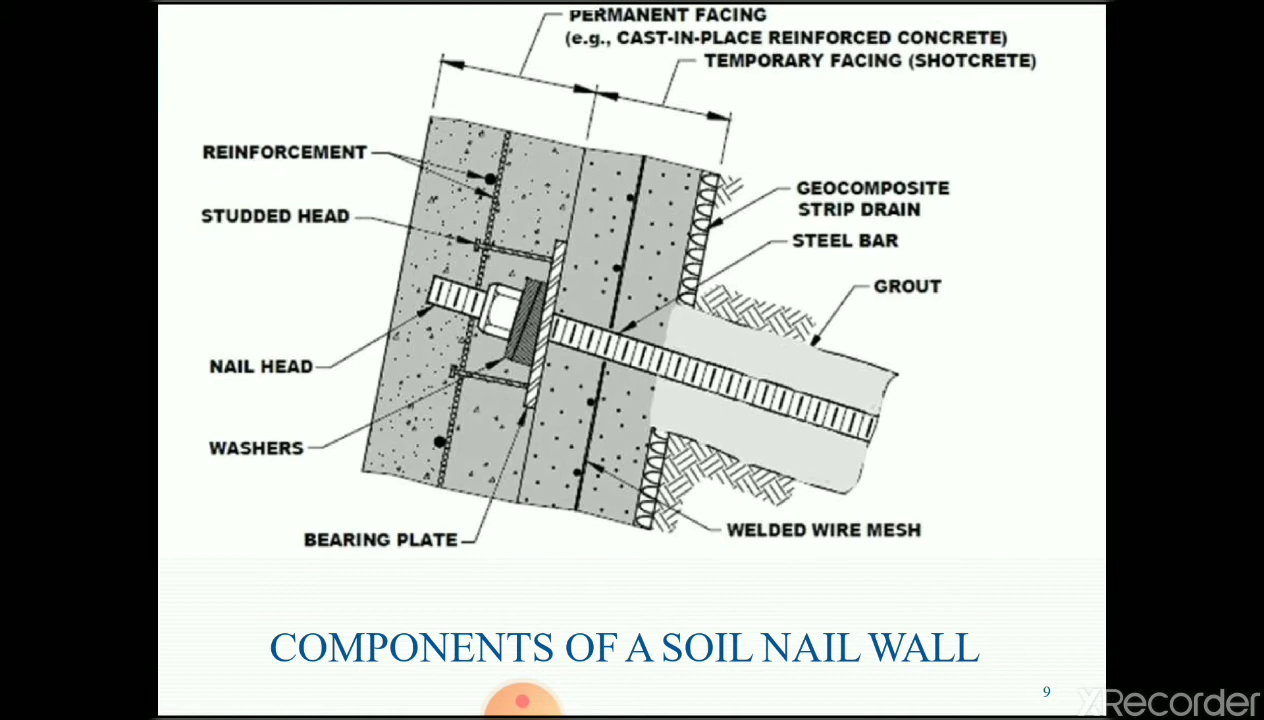 PERMANENT FACING
(e.g., CAST-IN-PLACE REINFORCED CONCRETE)
TEMPORARY FACING (SHOTCRETE)
REINFORCEMENT
STUDDED HEAD
GEOCOMPOSITE
STRIP DRAIN
STEEL BAR
GROUT
NAIL HEAD
WASHERS
BEARING PLATE
WELDED WIRE MESH
COMPONENTS OF A SOIL NAIL WALL
9
XRecorder